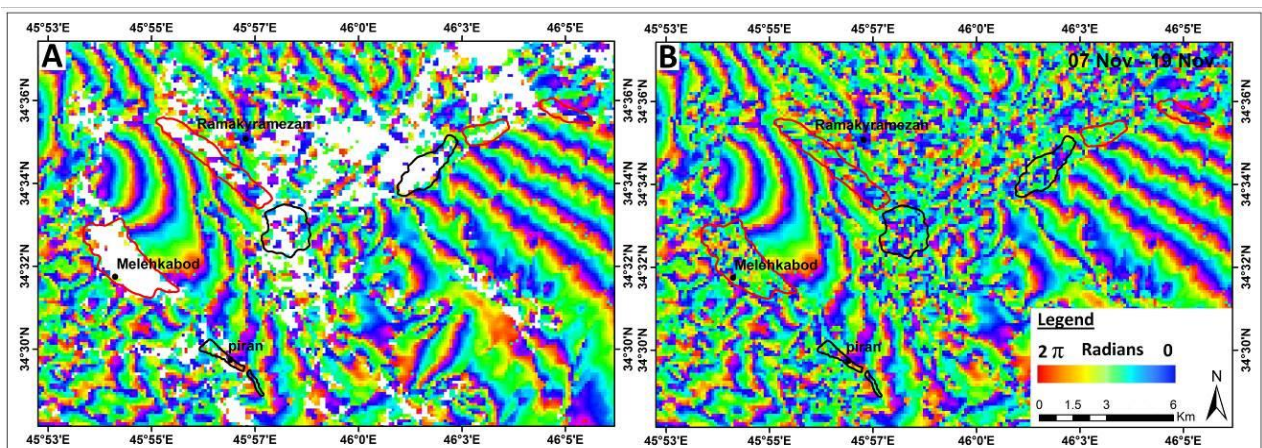 45°53'E 45°55'E 45°57'E 46°0'E 46°3'E 46°5'E 45°53'E 45°55'E 45°57'E 46°0'E 46°3'E 46°5'E
A
B
07 Nov - 19 Nov
34°36'N 34°36'N 34°36'N
Ramakyramezan Ramakyramezan
34°34'N 34°34'N 34°34'N
34°32'N 34°32'N 34°32'N
Melehkabod Melehkabod
34°30'N 34°30'N 34°30'N
piran piran
Legend
2 π Radians 0
0 1.5 3 6
Km
N
45°53'E 45°55'E 45°57'E 46°0'E 46°3'E 46°5'E 45°53'E 45°55'E 45°57'E 46°0'E 46°3'E 46°5'E